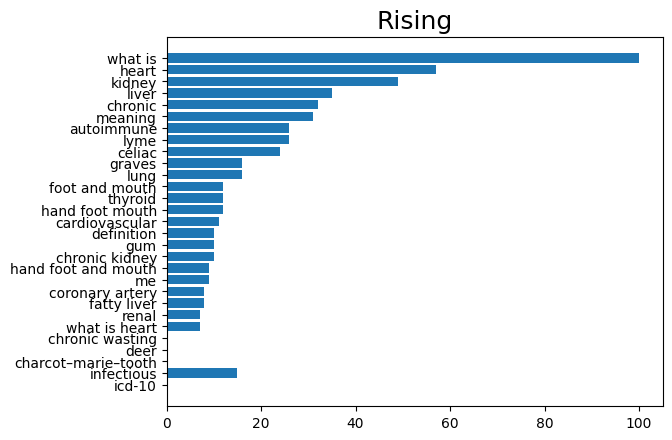 Rising
what is
heart
kidney
liver
chronic
meaning
autoimmune
lyme
celiac
graves
lung
foot and mouth
thyroid
hand foot mouth
cardiovascular
definition
gum
chronic kidney
hand foot and mouth
me
coronary artery
fatty liver
renal
what is heart
chronic wasting
deer
charcot–marie–tooth
infectious
icd-10
0 20 40 60 80 100